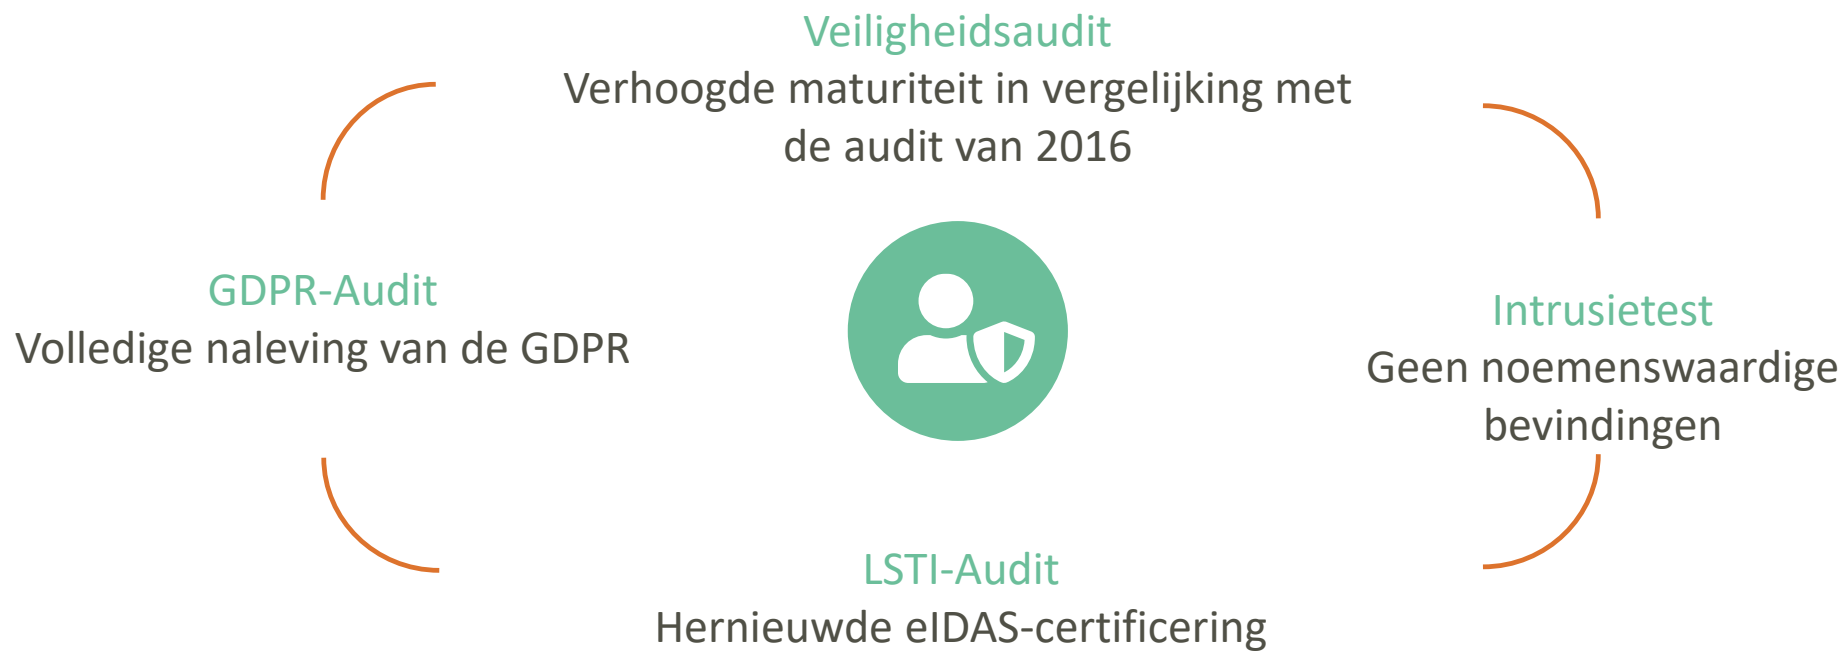 Veiligheidsaudit
Verhoogde maturiteit in vergelijking met
de audit van 2016
GDPR-Audit
Volledige naleving van de GDPR
Intrusietest
Geen noemenswaardige
bevindingen
LSTI-Audit
Hernieuwde eIDAS-certificering